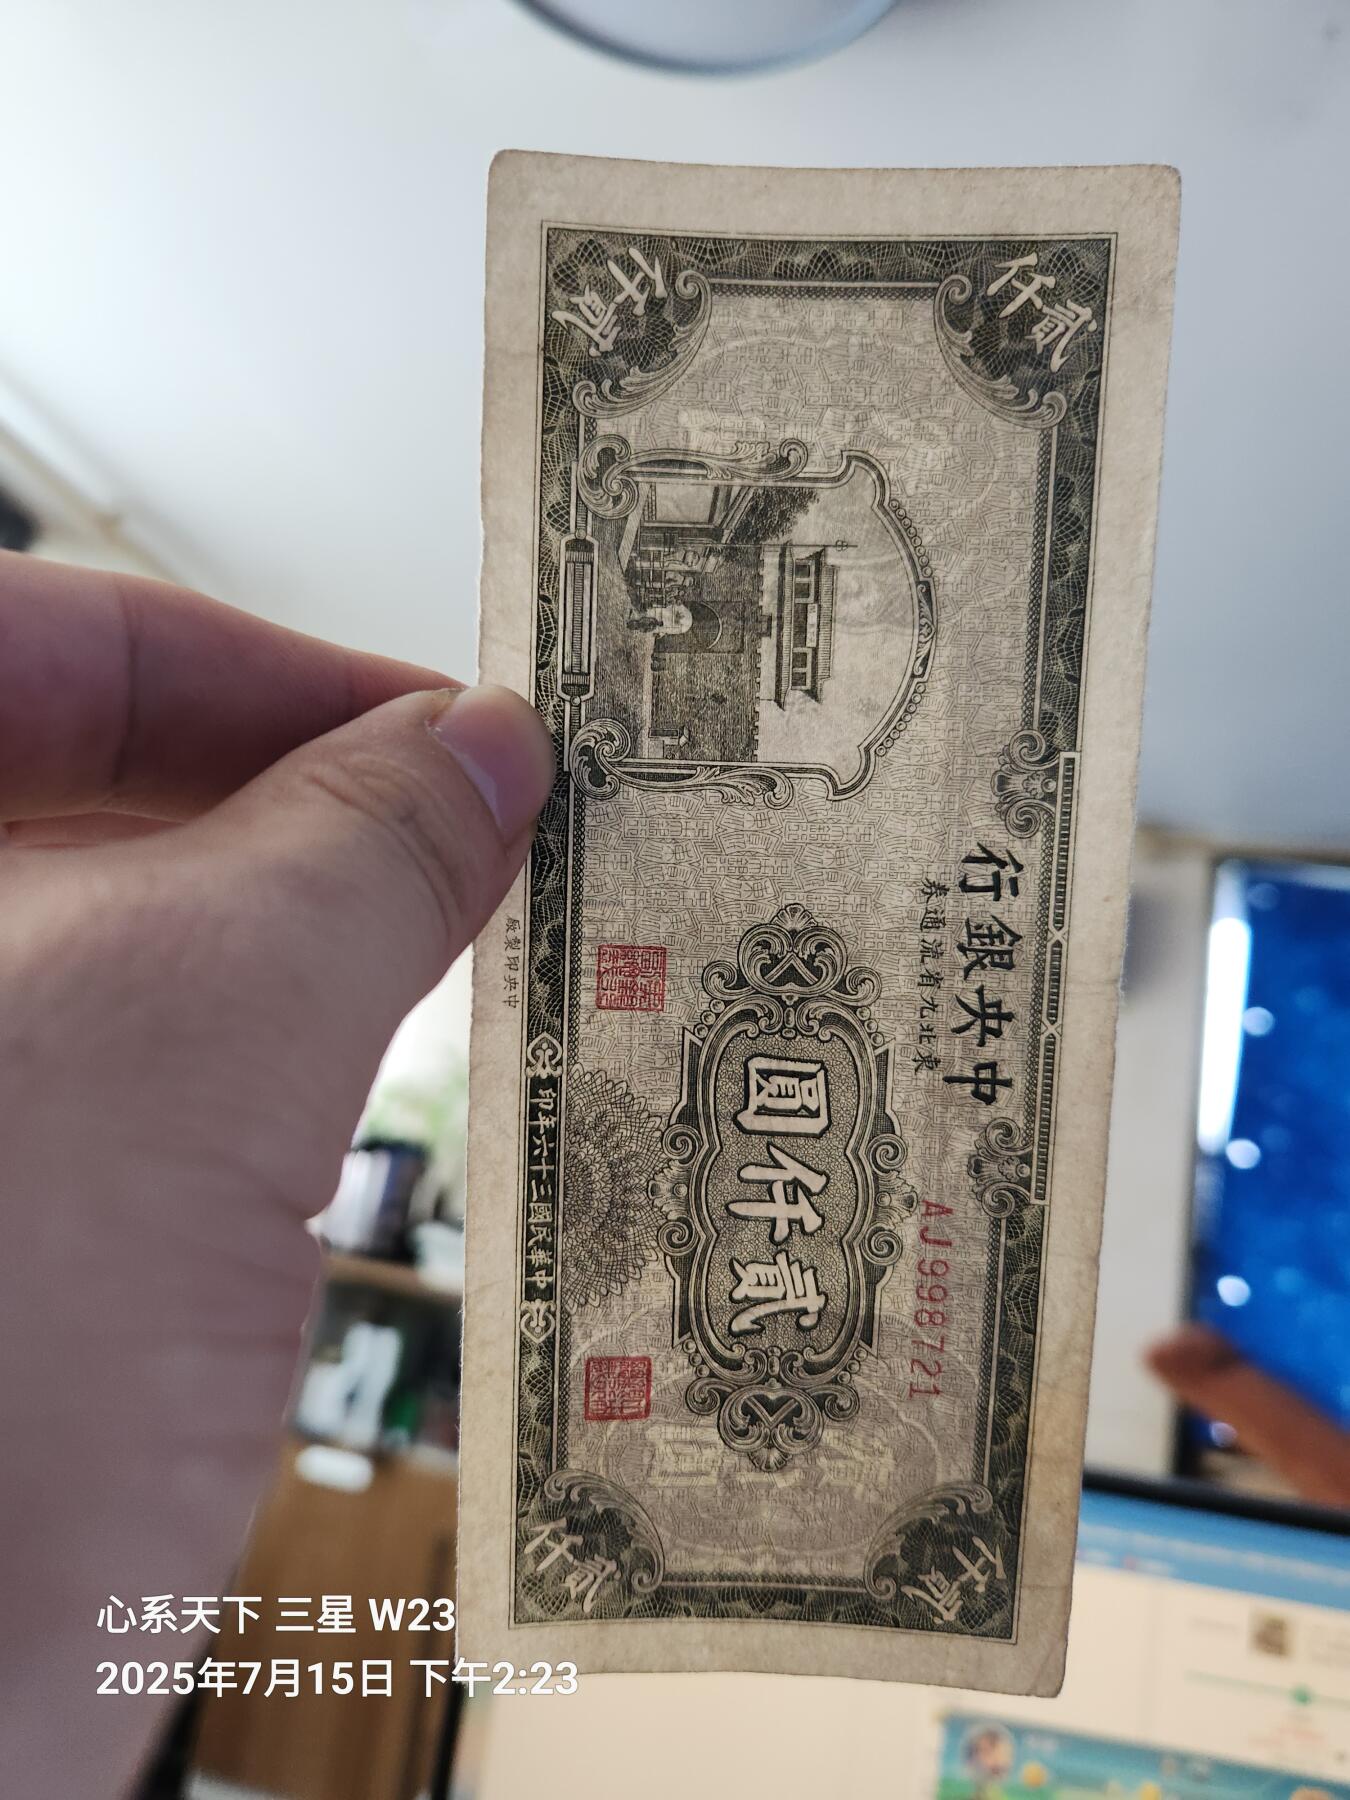 中央銀行
東北九省流通券
AJ998721
貳仟圓
貳仟
貳仟
貳仟
貳仟
中華民國三十六年印
中央印製廠
心系天下 三星 W23
2025年7月15日 下午2:23